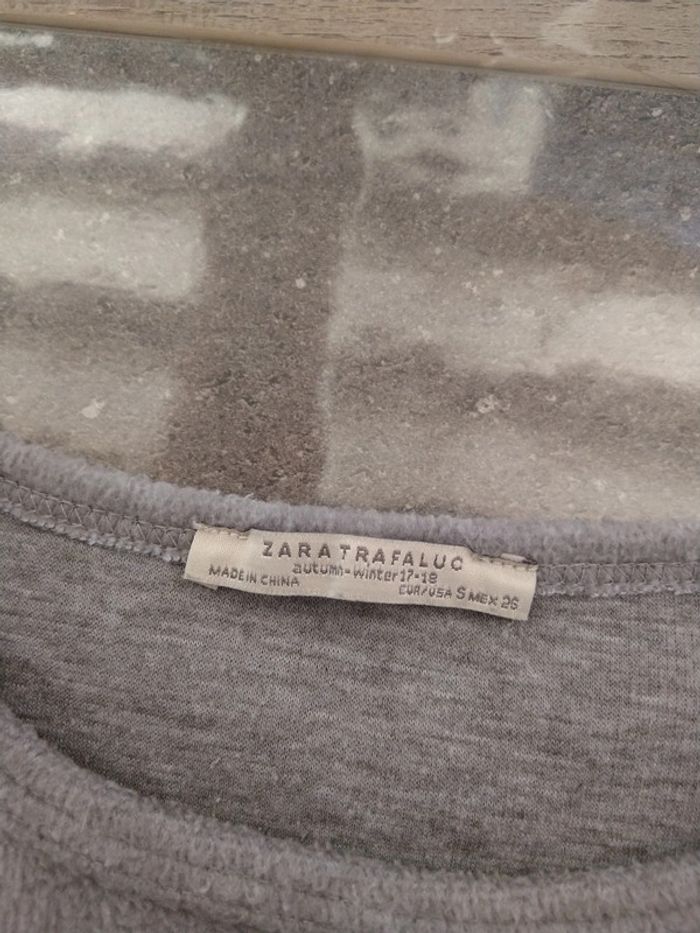 ZARA TRAFALUC
autumn-winter 17-18
MADE IN CHINA
EUR/USA S MEX 26